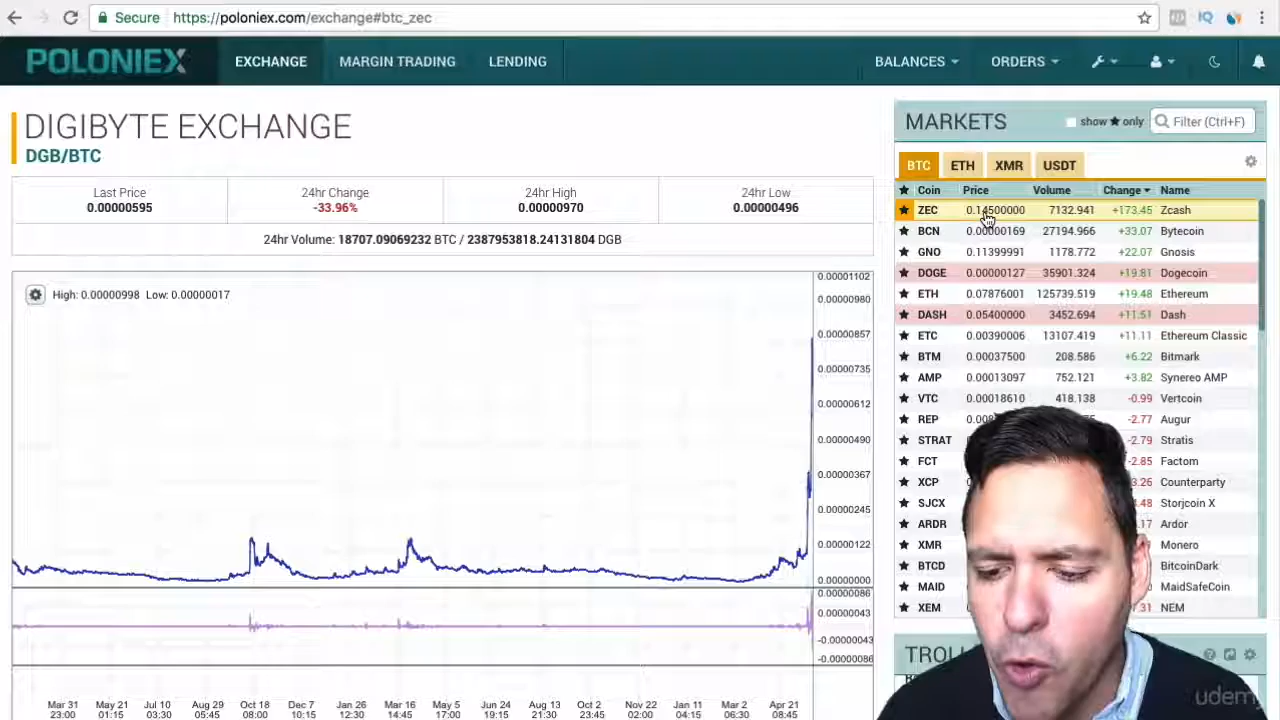 Secure https://poloniex.com/exchange#btc_zec
POLONIEX EXCHANGE MARGIN TRADING LENDING BALANCES ORDERS
DIGIBYTE EXCHANGE
DGB/BTC
Last Price 24hr Change 24hr High 24hr Low
0.00000595 -33.96% 0.00000970 0.00000496
24hr Volume: 18707.09069232 BTC / 2387953818.24131804 DGB
High: 0.00000998 Low: 0.00000017
0.00001102
0.00000980
0.00000857
0.00000735
0.00000612
0.00000490
0.00000367
0.00000245
0.00000122
0.00000000
0.00000086
0.00000043
-0.00000043
-0.00000086
Mar 31 May 21 Jul 10 Aug 29 Oct 18 Dec 7 Jan 26 Mar 16 May 5 Jun 24 Aug 13 Oct 2 Nov 22 Jan 11 Mar 2 Apr 21
23:00 01:15 03:30 05:45 08:00 10:15 12:30 14:45 17:00 19:15 21:30 23:45 02:00 04:15 06:30 08:45
MARKETS show only Filter (Ctrl+F)
BTC ETH XMR USDT
Coin Price Volume Change Name
ZEC 0.14500000 7132.941 +173.45 Zcash
BCN 0.00000169 27194.966 +33.07 Bytecoin
GNO 0.11399991 1178.772 +22.07 Gnosis
DOGE 0.00000127 35901.324 +19.81 Dogecoin
ETH 0.07876001 125739.519 +19.48 Ethereum
DASH 0.05400000 3452.694 +11.51 Dash
ETC 0.00390006 13107.419 +11.11 Ethereum Classic
BTM 0.00037500 208.586 +6.22 Bitmark
AMP 0.00013097 752.121 +3.82 Synereo AMP
VTC 0.00018610 418.138 -0.99 Vertcoin
REP -2.77 Augur
STRAT -2.79 Stratis
FCT -2.85 Factom
XCP Counterparty
SJCX Storjcoin X
ARDR Ardor
XMR Monero
BTCD BitcoinDark
MAID MaidSafeCoin
XEM NEM
udemy